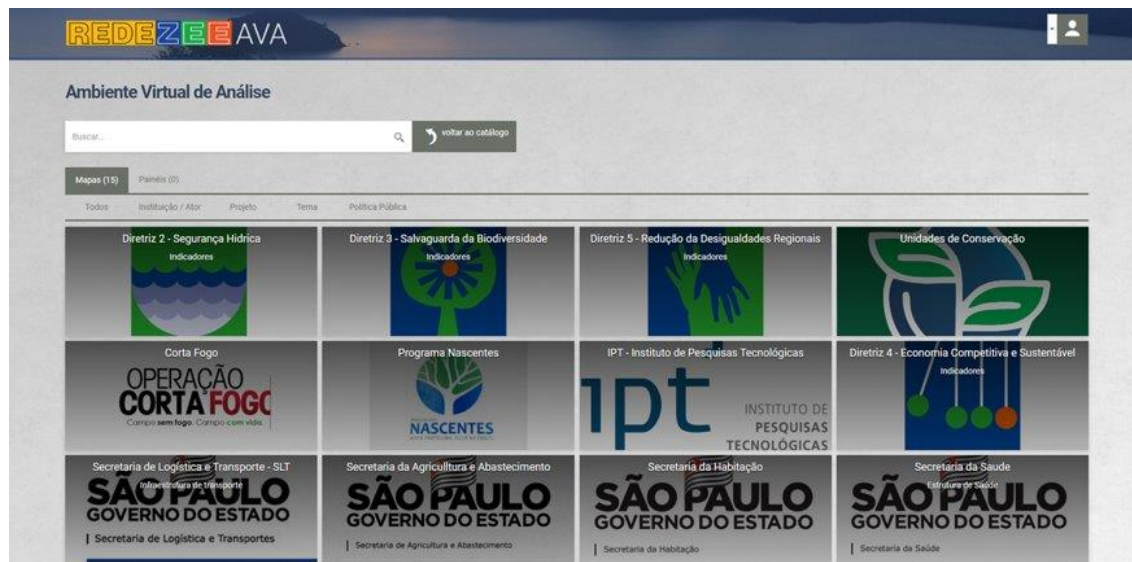 REDEZEE AVA
Ambiente Virtual de Análise
Buscar...
voltar ao catálogo
Mapas (15) Painéis (0)
Todos Instituição / Ator Projeto Tema Política Pública
Diretriz 2 - Segurança Hidrica
Indicadores
Diretriz 3 - Salvaguarda da Biodiversidade
Indicadores
Diretriz 5 - Redução da Desigualdades Regionais
Indicadores
Unidades de Conservação
Corta Fogo
OPERAÇÃO
CORTA FOGO
Campo sem fogo. Campo com vida.
Programa Nascentes
NASCENTES
IPT - Instituto de Pesquisas Tecnológicas
ipt
INSTITUTO DE
PESQUISAS
TECNOLÓGICAS
Diretriz 4 - Economia Competitiva e Sustentável
Indicadores
Secretaria de Logística e Transporte - SLT
Infraestrutura de transporte
SÃO PAULO
GOVERNO DO ESTADO
Secretaria de Logística e Transportes
Secretaria da Agricultura e Abastecimento
SÃO PAULO
GOVERNO DO ESTADO
Secretaria de Agricultura e Abastecimento
Secretaria da Habitação
SÃO PAULO
GOVERNO DO ESTADO
Secretaria da Habitação
Secretaria da Saude
Estrutura de Saúde
SÃO PAULO
GOVERNO DO ESTADO
Secretaria da Saúde